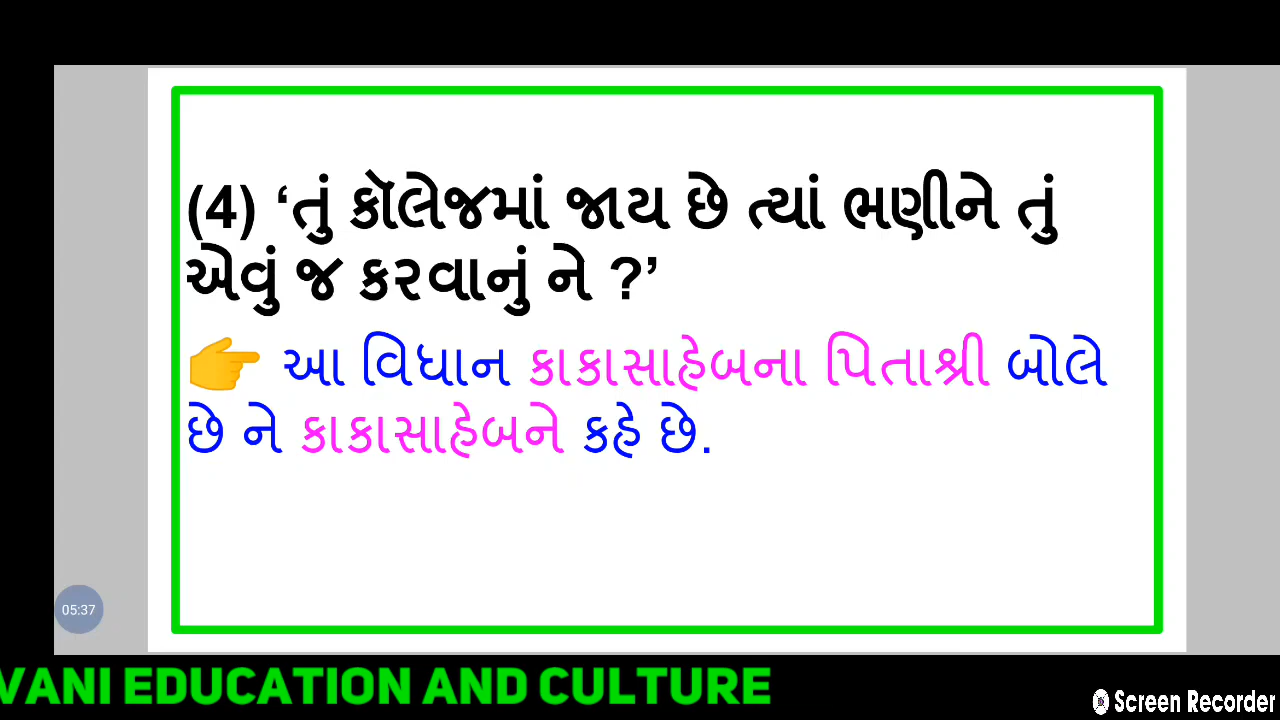 (4) ‘તું કૉલેજમાં જાય છે ત્યાં ભણીને તું
એવું જ કરવાનું ને ?’
👉 આ વિધાન કાકાસાહેબના પિતાશ્રી બોલે
છે ને કાકાસાહેબને કહે છે.
05:37
VANI EDUCATION AND CULTURE
Screen Recorder